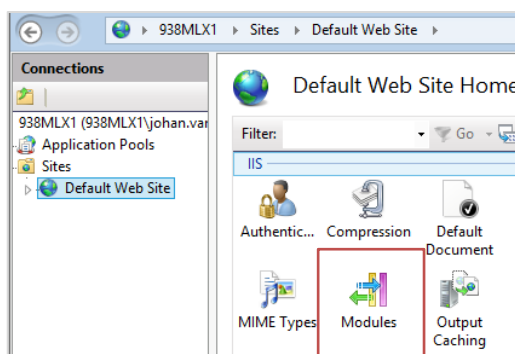 938MLX1 Sites Default Web Site
Connections
938MLX1 (938MLX1\johan.var
Application Pools
Sites
Default Web Site
Default Web Site Home
Filter: Go
IIS
Authentic... Compression Default
Document
MIME Types Modules Output
Caching